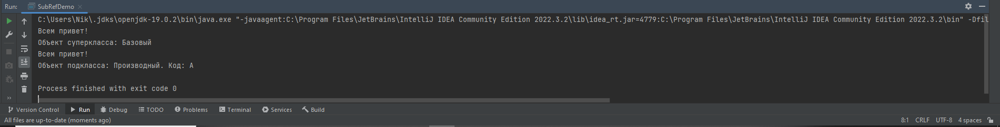 Run: SubRefDemo
C:\Users\Nik\.jdks\openjdk-19.0.2\bin\java.exe "-javaagent:C:\Program Files\JetBrains\IntelliJ IDEA Community Edition 2022.3.2\lib\idea_rt.jar=4779:C:\Program Files\JetBrains\IntelliJ IDEA Community Edition 2022.3.2\bin" -Dfil
Всем привет!
Объект суперкласса: Базовый
Всем привет!
Объект подкласса: Производный. Код: A
Process finished with exit code 0
Version Control Run Debug TODO Problems Terminal Services Build
All files are up-to-date (moments ago) 8:1 CRLF UTF-8 4 spaces